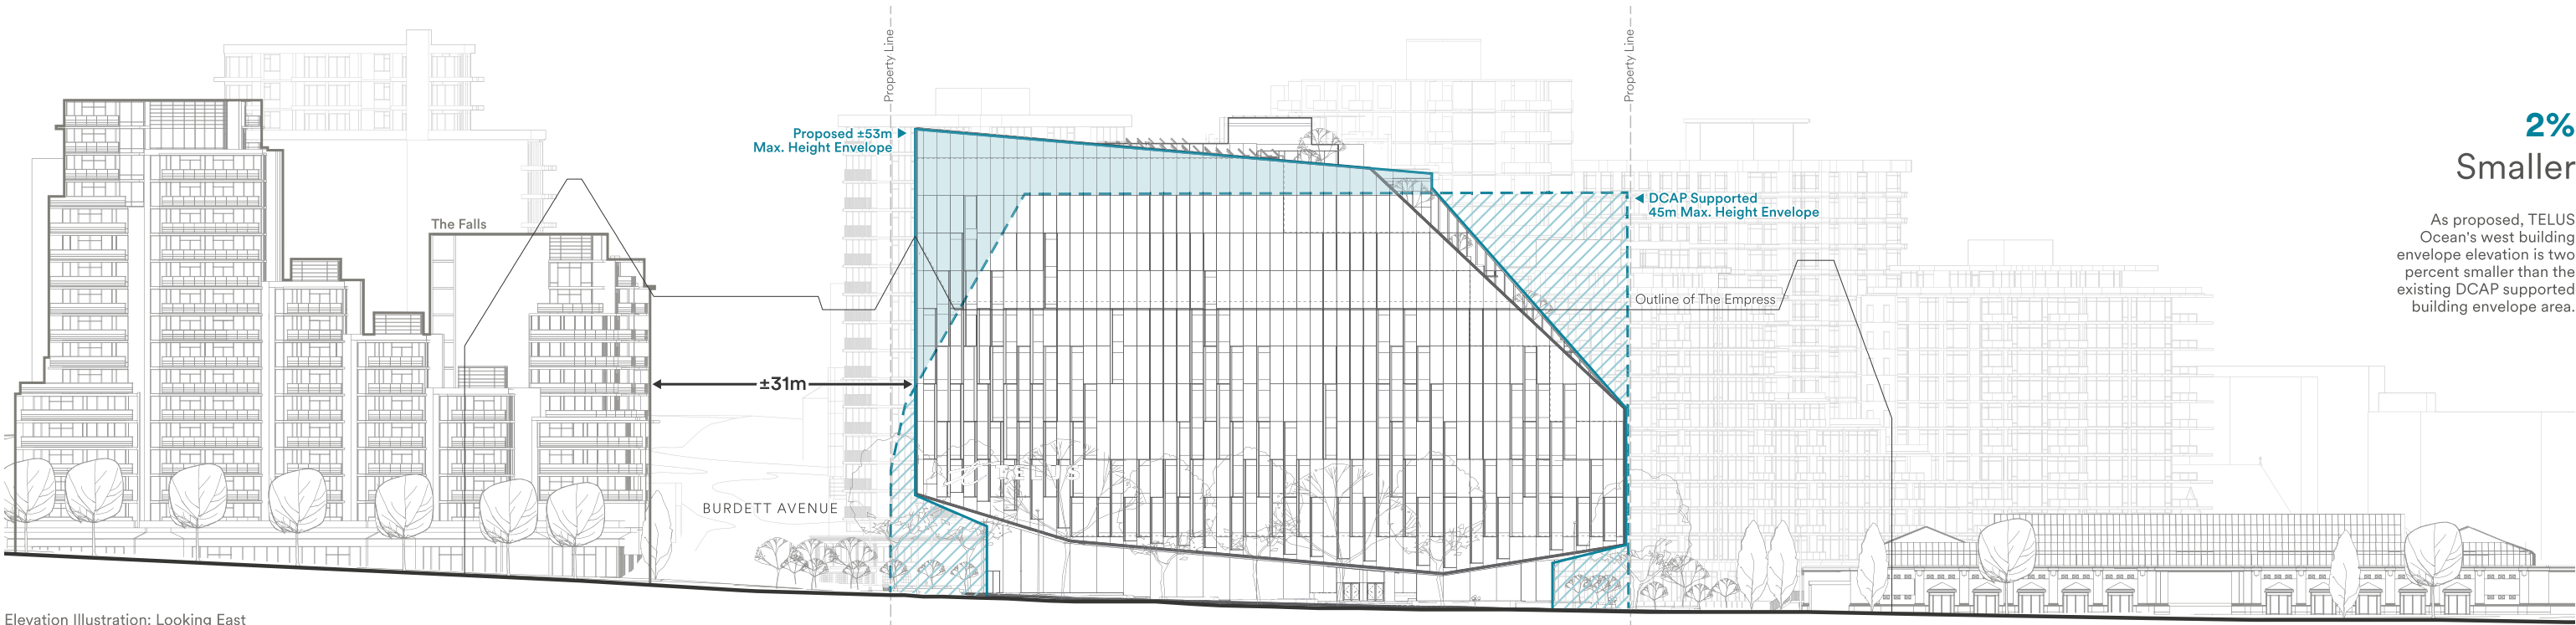 Property Line
Property Line
Proposed ±53m
Max. Height Envelope
DCAP Supported
45m Max. Height Envelope
The Falls
Outline of The Empress
±31m
BURDETT AVENUE
TELUS
2%
Smaller
As proposed, TELUS
Ocean's west building
envelope elevation is two
percent smaller than the
existing DCAP supported
building envelope area.
Elevation Illustration: Looking East